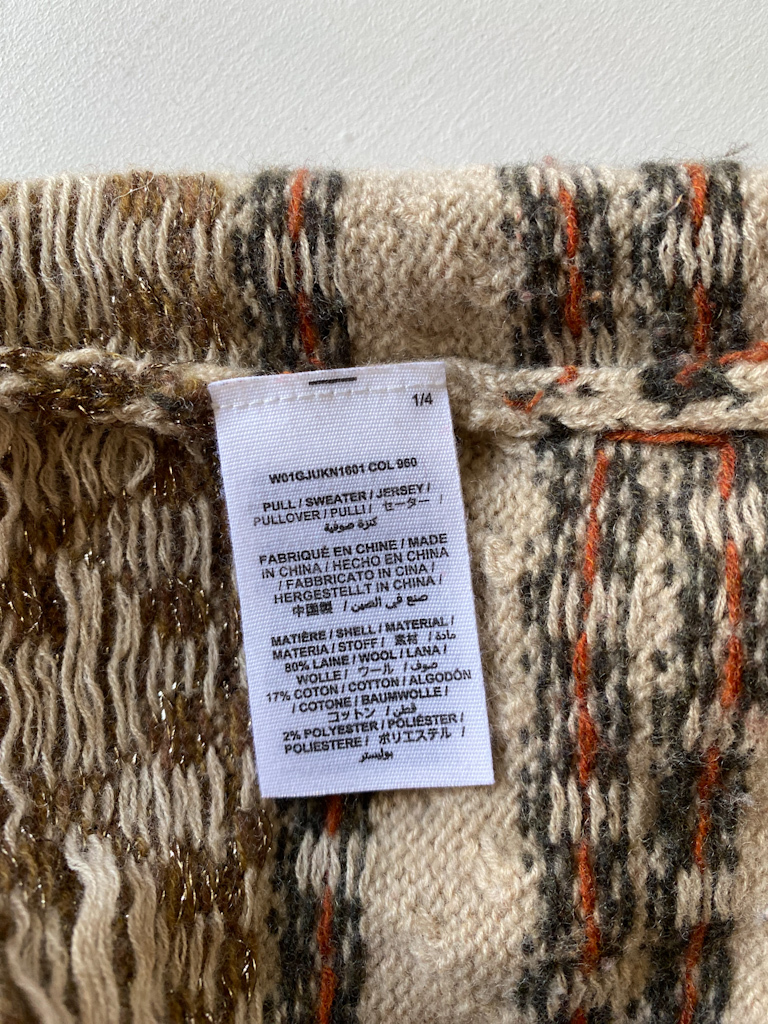 1/4
W01GJUKN1601 COL 960
PULL / SWEATER / JERSEY /
PULLOVER / PULLI / セーター /
كنزة صوفية
FABRIQUÉ EN CHINE / MADE
IN CHINA / HECHO EN CHINA
/ FABBRICATO IN CINA /
HERGESTELLT IN CHINA /
中国製 / صنع في الصين /
MATIÈRE / SHELL / MATERIAL /
MATERIA / STOFF / 素材 / مادة /
80% LAINE / WOOL / LANA /
WOLLE / ウール / صوف /
17% COTON / COTTON / ALGODÓN
/ COTONE / BAUMWOLLE /
コットン / قطن /
2% POLYESTER / POLIÉSTER /
POLIESTERE / ポリエステル /
بوليستر